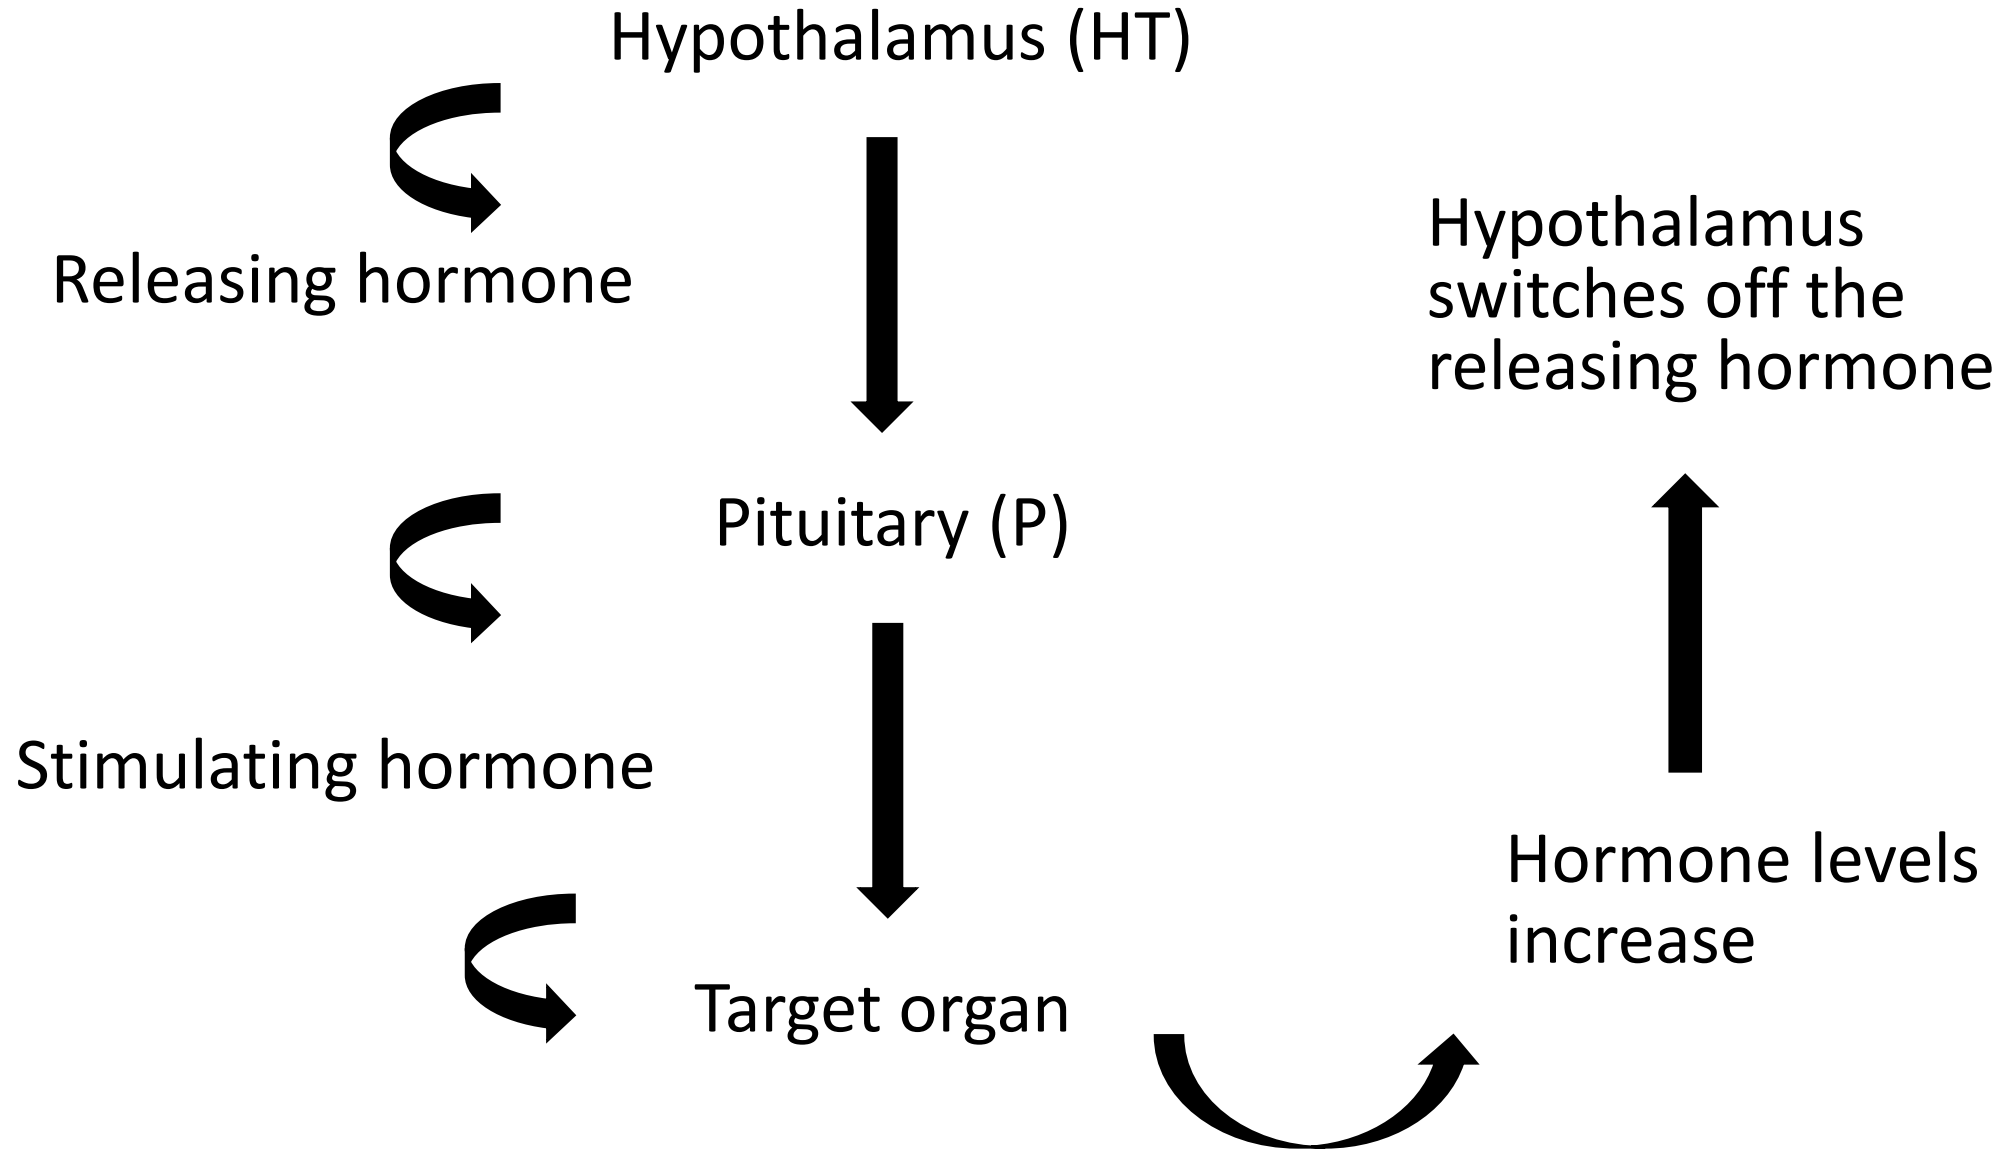 Hypothalamus (HT)
Releasing hormone
Pituitary (P)
Stimulating hormone
Target organ
Hormone levels
increase
Hypothalamus
switches off the
releasing hormone